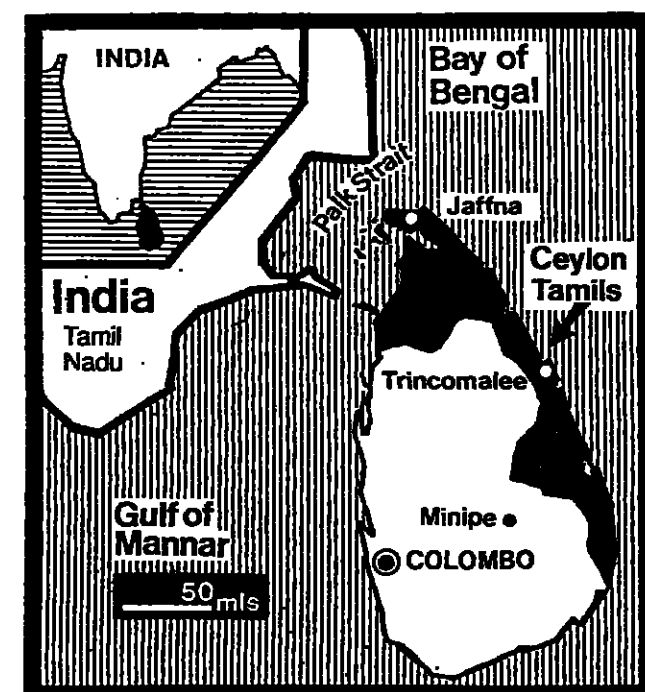 INDIA
Bay of
Bengal
Palk Strait
Jaffna
Ceylon
Tamils
India
Tamil
Nadu
Trincomalee
Gulf of
Mannar
Minipe
COLOMBO
50 mls